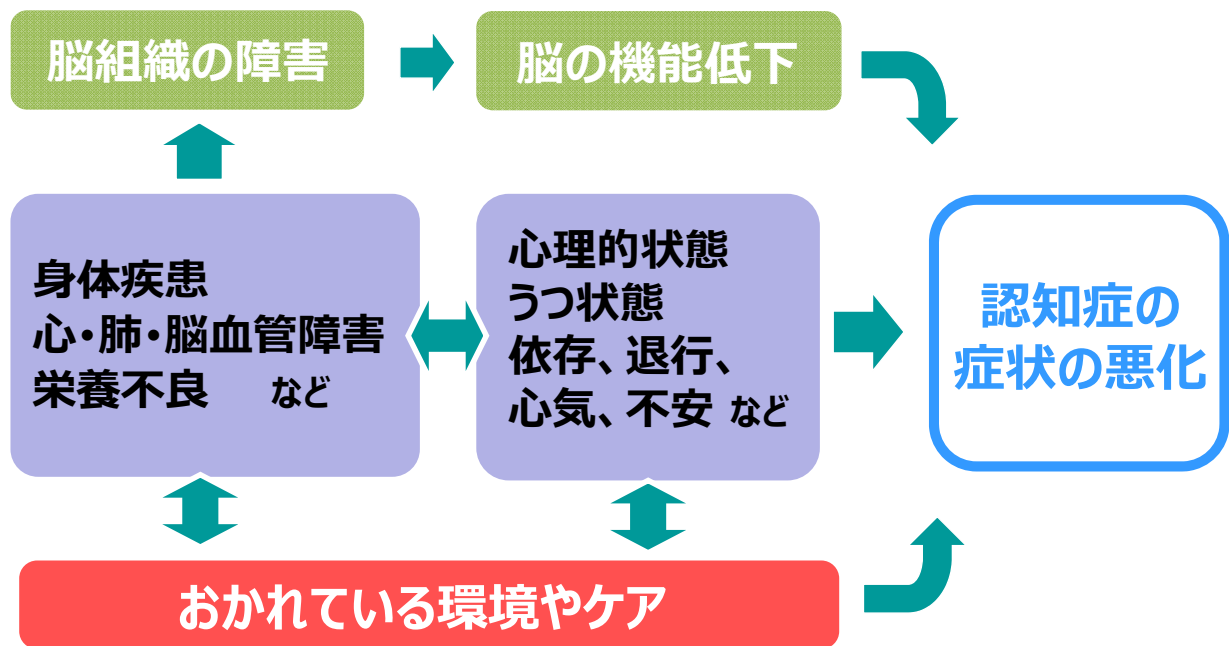 脳組織の障害
脳の機能低下
身体疾患
心・肺・脳血管障害
栄養不良 など
心理的状態
うつ状態
依存、退行、
心気、不安 など
認知症の
症状の悪化
おかれている環境やケア